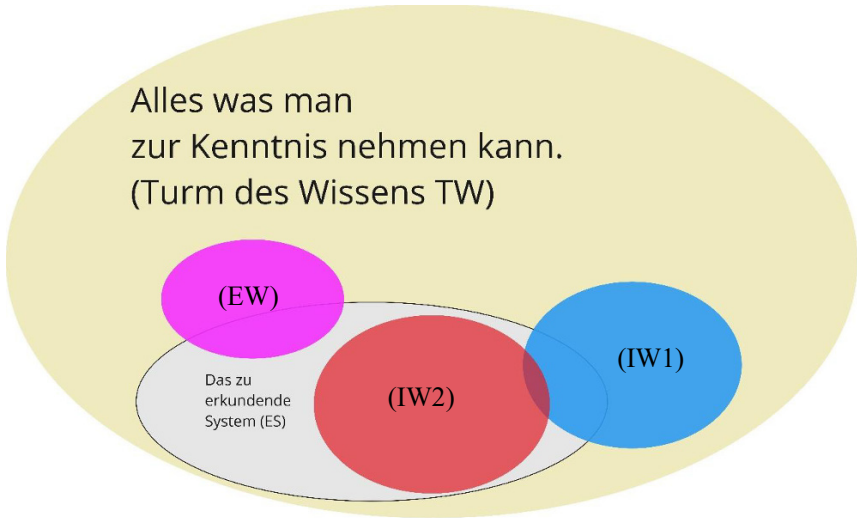 Alles was man
zur Kenntnis nehmen kann.
(Turm des Wissens TW)
(EW)
(IW1)
Das zu
erkundende
System (ES)
(IW2)